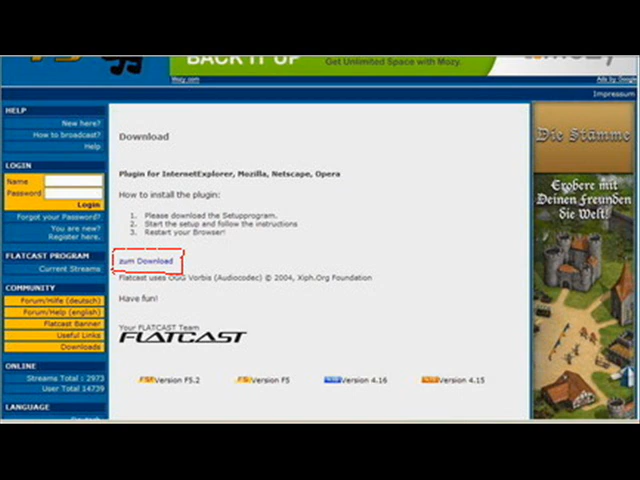 BACK IT UP
Get Unlimited Space with Mozy.
Mozy.com
Ads by Google
Impressum
HELP
New here?
How to broadcast?
Help
LOGIN
Name
Password
Login
Forgot your Password?
You are new?
Register here.
FLATCAST PROGRAM
Current Streams
COMMUNITY
Forum/Hilfe (deutsch)
Forum/Help (english)
Flatcast Banner
Useful Links
Downloads
ONLINE
Streams Total : 2973
User Total 14739
LANGUAGE
Download
Plugin for InternetExplorer, Mozilla, Netscape, Opera
How to install the plugin:
1. Please download the Setupprogram.
2. Start the setup and follow the instructions
3. Restart your Browser!
zum Download
Flatcast uses OGG Vorbis (Audiocodec) © 2004, Xiph.Org Foundation
Have fun!
Your FLATCAST Team
FLATCAST
Version F5.2 Version F5 Version 4.16 Version 4.15
Die Stämme
Erobere mit
Deinen Freunden
die Welt!